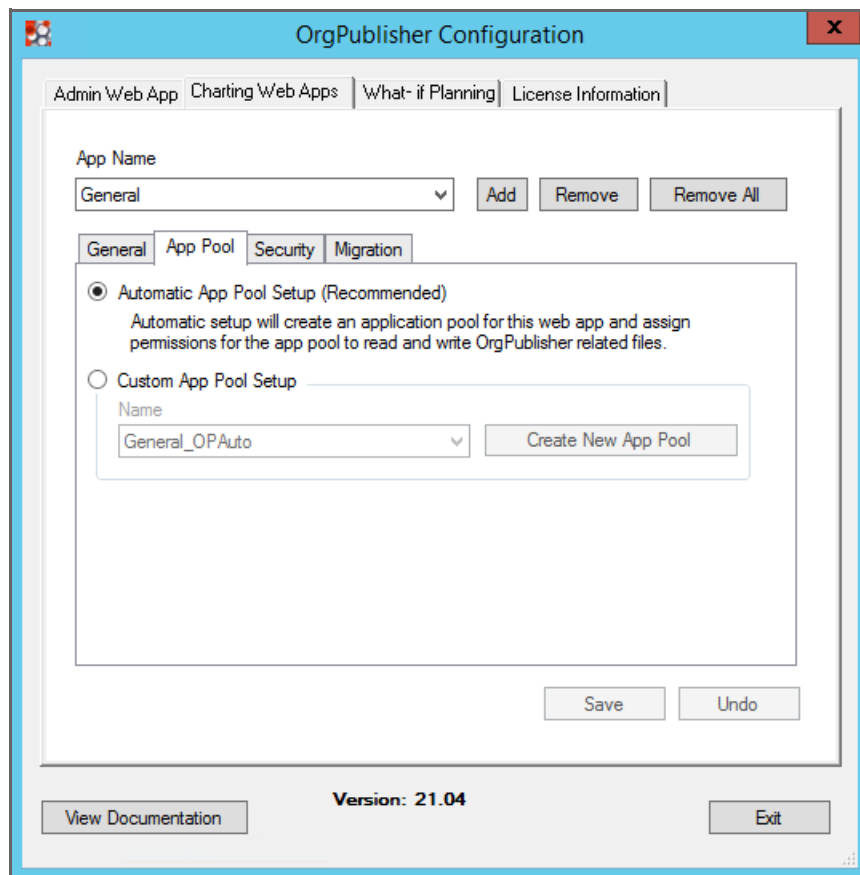 OrgPublisher Configuration
x
Admin Web App Charting Web Apps What- if Planning License Information
App Name
General Add Remove Remove All
General App Pool Security Migration
Automatic App Pool Setup (Recommended)
Automatic setup will create an application pool for this web app and assign
permissions for the app pool to read and write OrgPublisher related files.
Custom App Pool Setup
Name
General_OPAuto Create New App Pool
Save Undo
Version: 21.04
View Documentation Exit